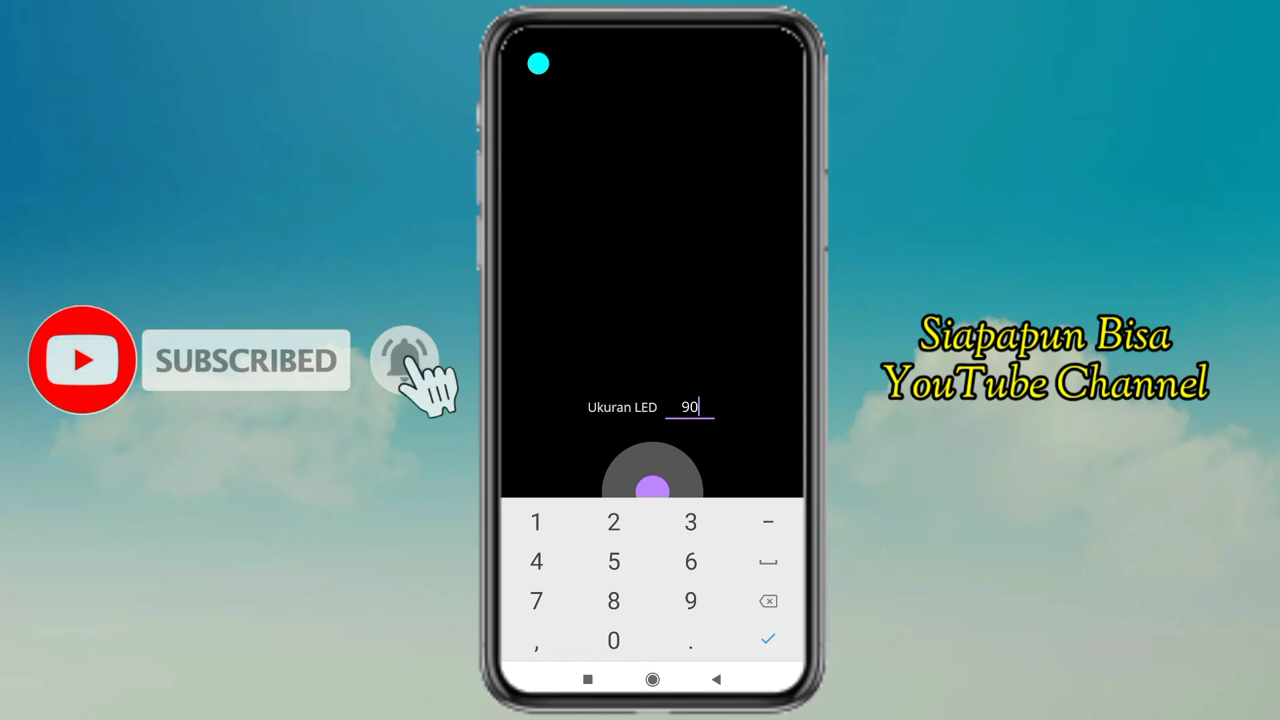 SUBSCRIBED
Siapapun Bisa
YouTube Channel
Ukuran LED 90
1 2 3 -
4 5 6
7 8 9
, 0 .